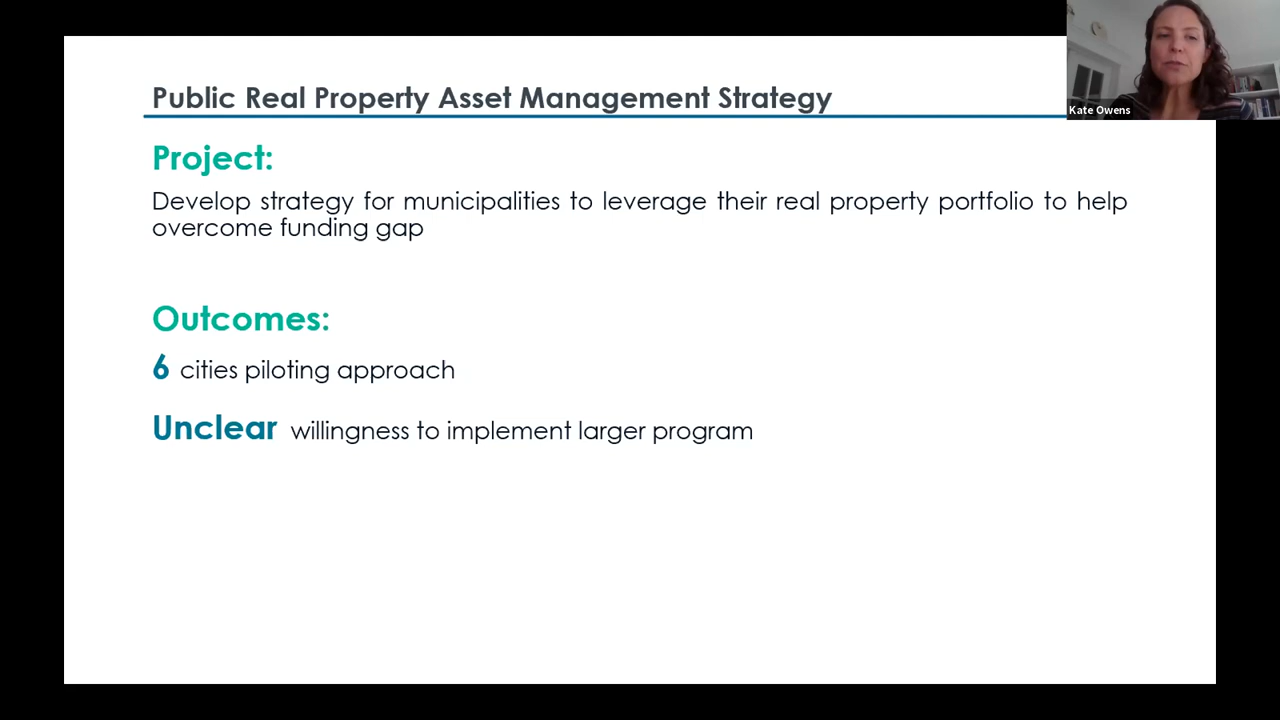 Public Real Property Asset Management Strategy
Kate Owens
Project:
Develop strategy for municipalities to leverage their real property portfolio to help
overcome funding gap
Outcomes:
6 cities piloting approach
Unclear willingness to implement larger program